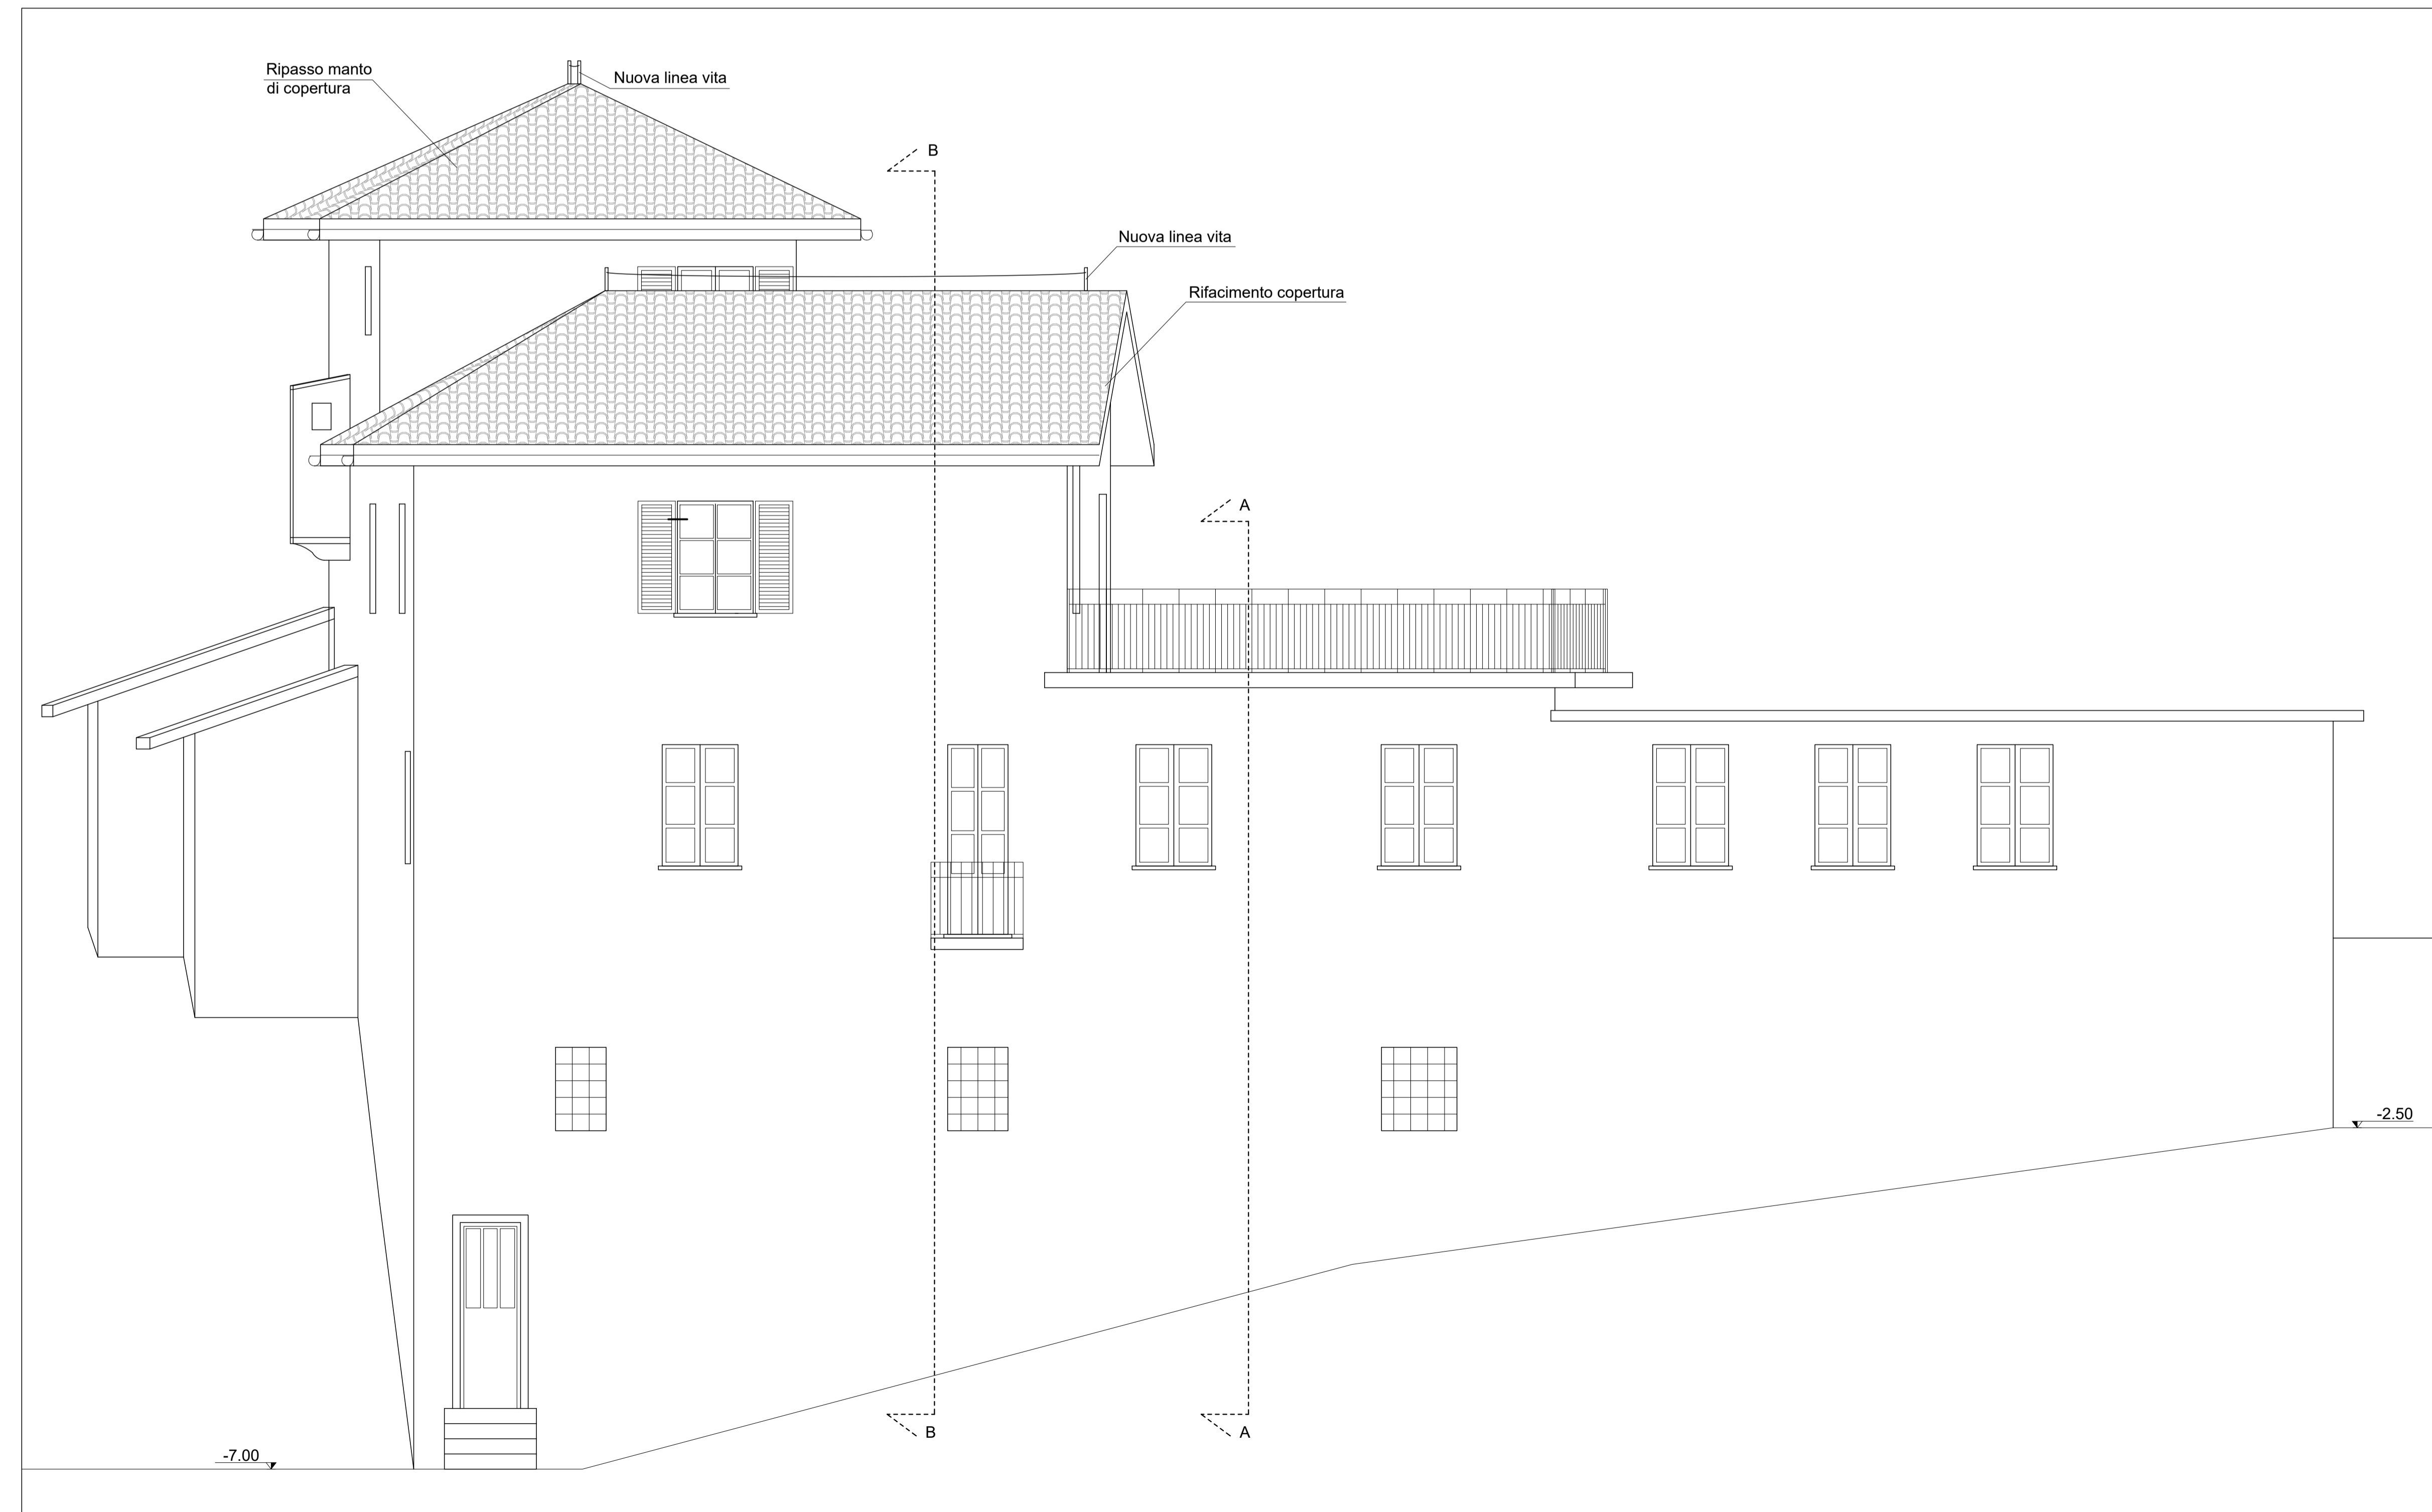 Ripasso manto
di copertura
Nuova linea vita
B
Nuova linea vita
Rifacimento copertura
A
-2.50
B
A
-7.00